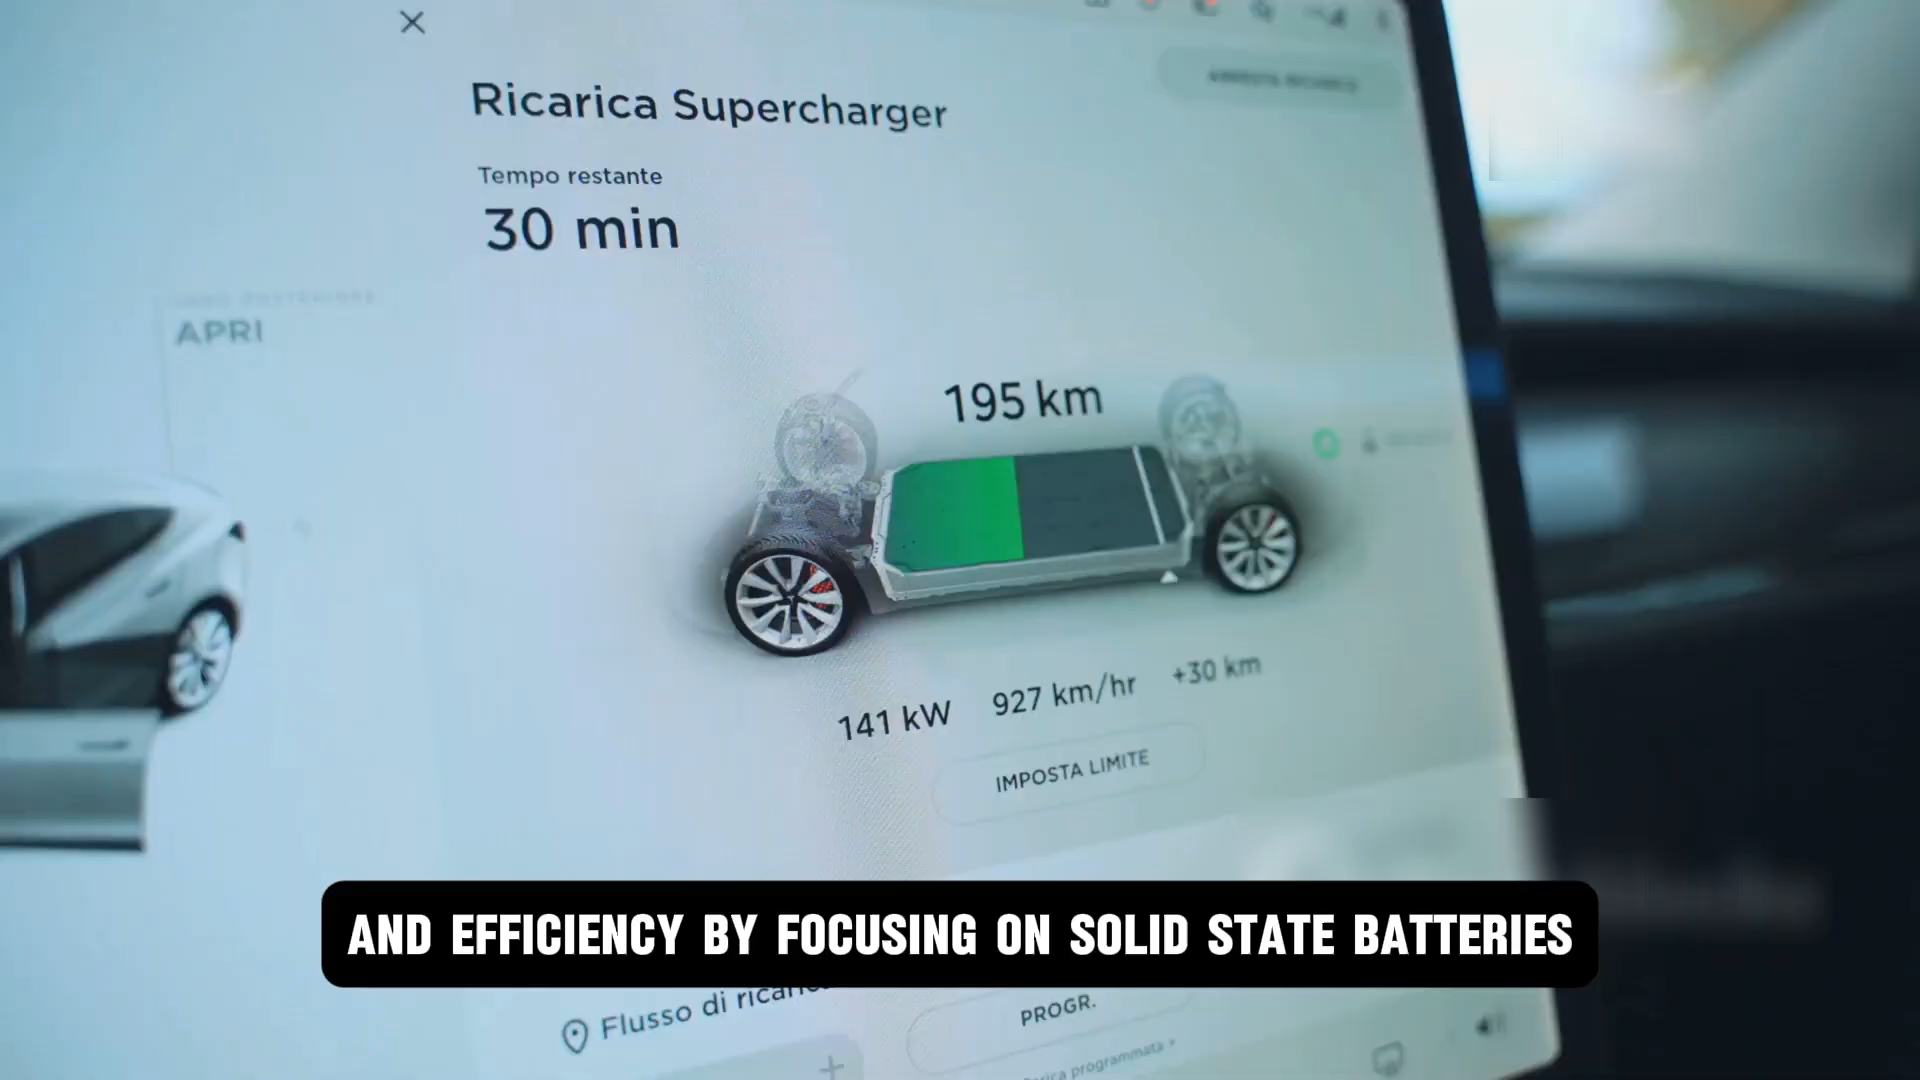 Ricarica Supercharger
Tempo restante
30 min
APRI
195 km
141 kW 927 km/hr +30 km
IMPOSTA LIMITE
AND EFFICIENCY BY FOCUSING ON SOLID STATE BATTERIES
Flusso di
PROGR.
programmata